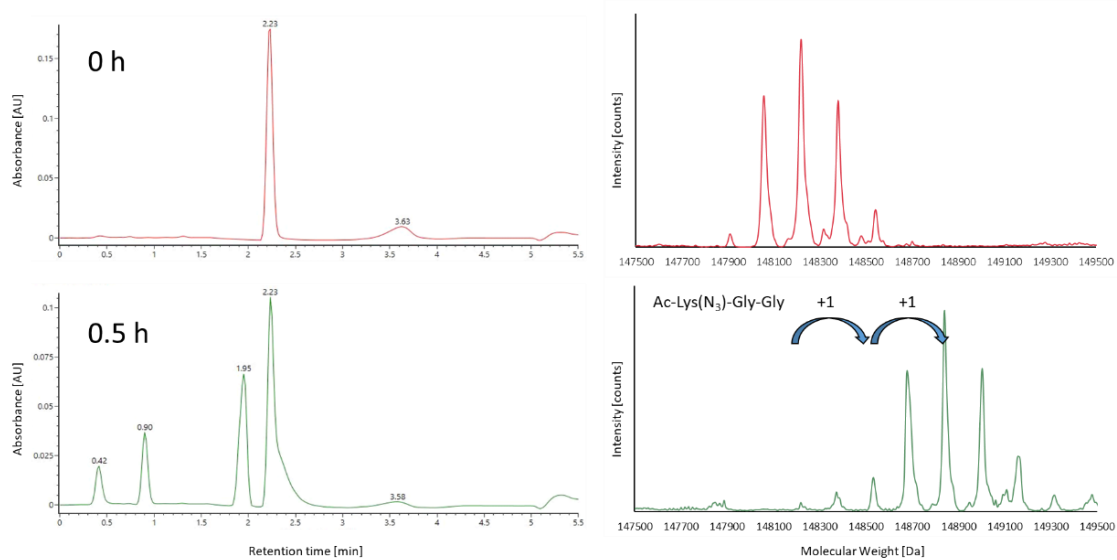 2.23
0.15
0 h
Absorbance [AU]
0.1
0.05
3.63
0
0 0.5 1 1.5 2 2.5 3 3.5 4 4.5 5 5.5
Intensity [counts]
147500 147700 147900 148100 148300 148500 148700 148900 149100 149300 149500
2.23
0.1
0.5 h
0.075
1.95
Absorbance [AU]
0.05
0.90
0.025
0.42
3.58
0
0 0.5 1 1.5 2 2.5 3 3.5 4 4.5 5 5.5
Retention time [min]
Ac-Lys(N₃)-Gly-Gly +1 +1
Intensity [counts]
147500 147700 147900 148100 148300 148500 148700 148900 149100 149300 149500
Molecular Weight [Da]